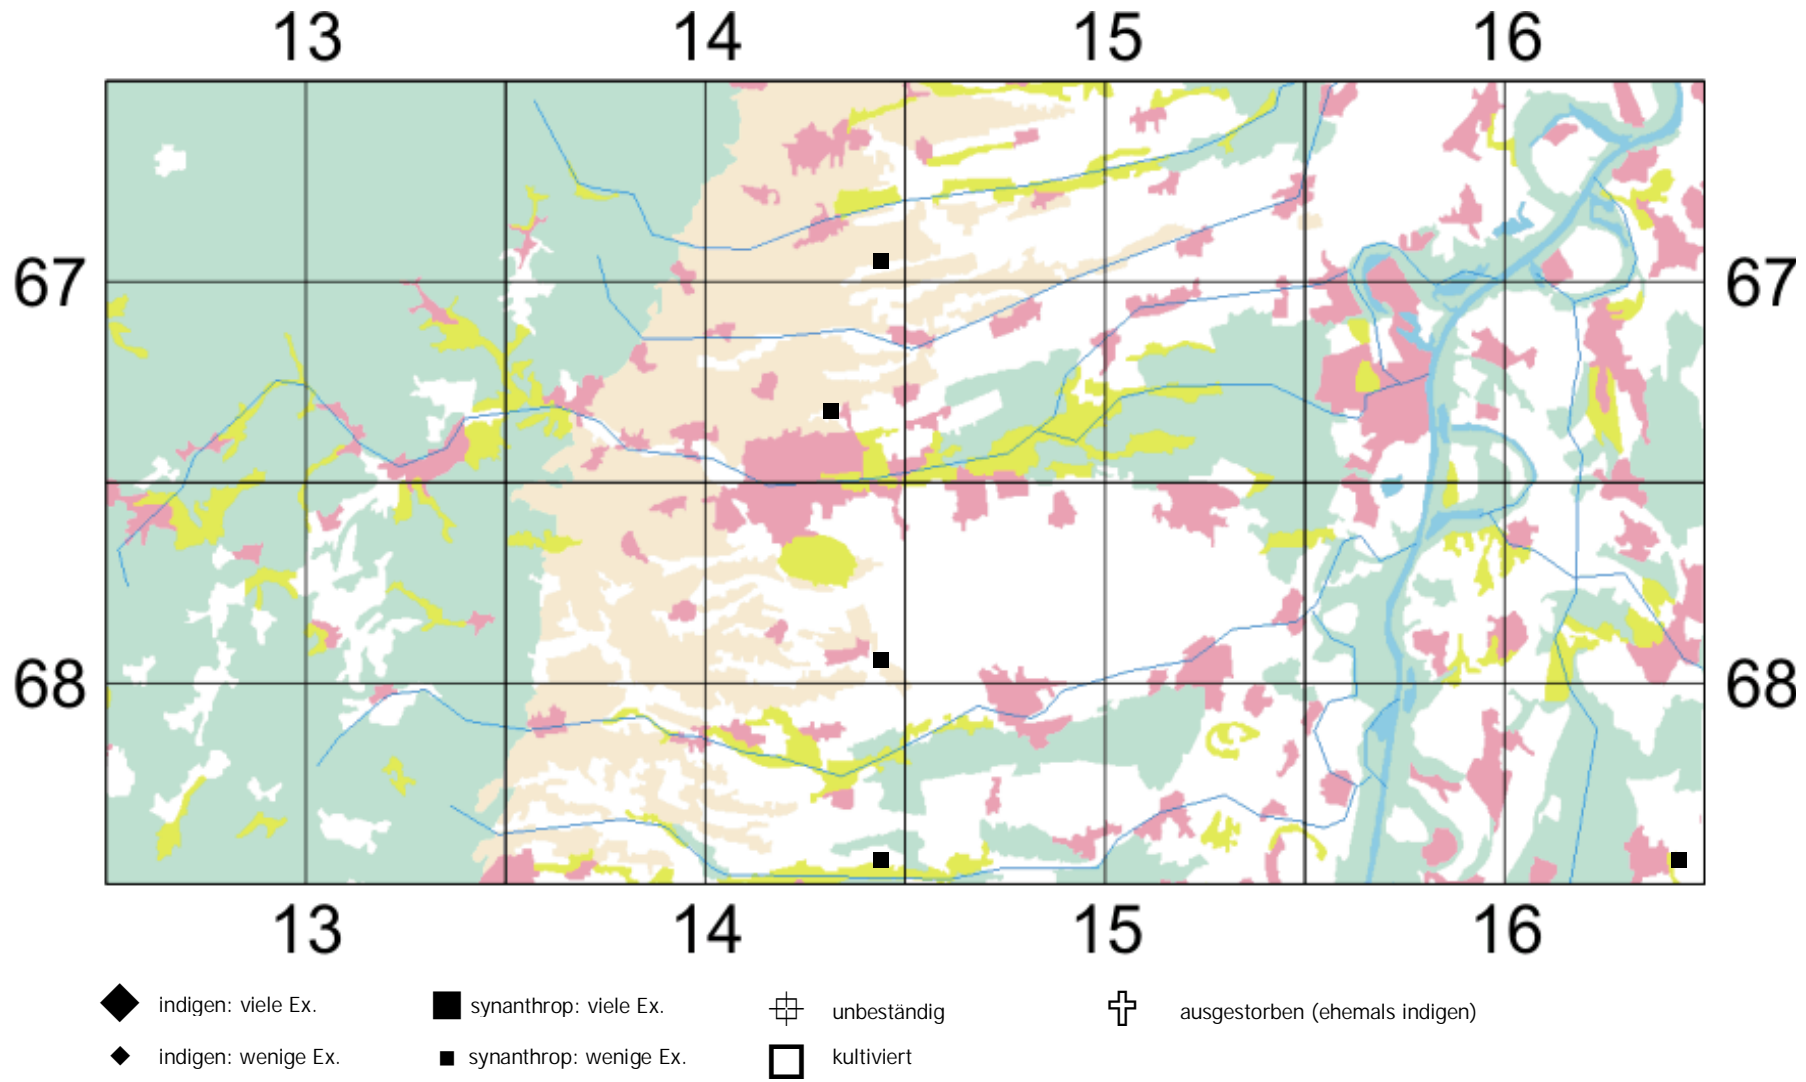 13 14 15 16
67 67
68 68
13 14 15 16
indigen: viele Ex. synanthrop: viele Ex. unbeständig ausgestorben (ehemals indigen)
indigen: wenige Ex. synanthrop: wenige Ex. kultiviert